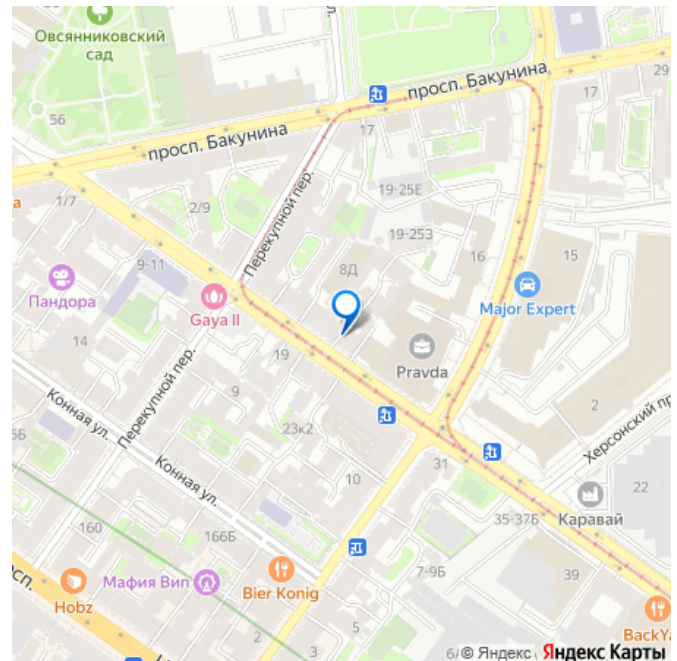 Овсянниковский
сад
56
просп. Бакунина
29
17
17
просп. Бакунина
19-25Е
2/9
1/7
Перекупной пер.
19-253
9-11
8Д
16
15
Пандора
Gaya II
Major Expert
14
19
Pravda
Перекупной пер.
9
2
Конная ул.
23к2
Херсонский пр
5Б
Конная ул.
10
31
22
35-37Б
Каравай
160
166Б
39
7-9Б
Мафия Вип
Hobz
Bier Konig
2
3
5
BackYa
© Яндекс
Яндекс Карты